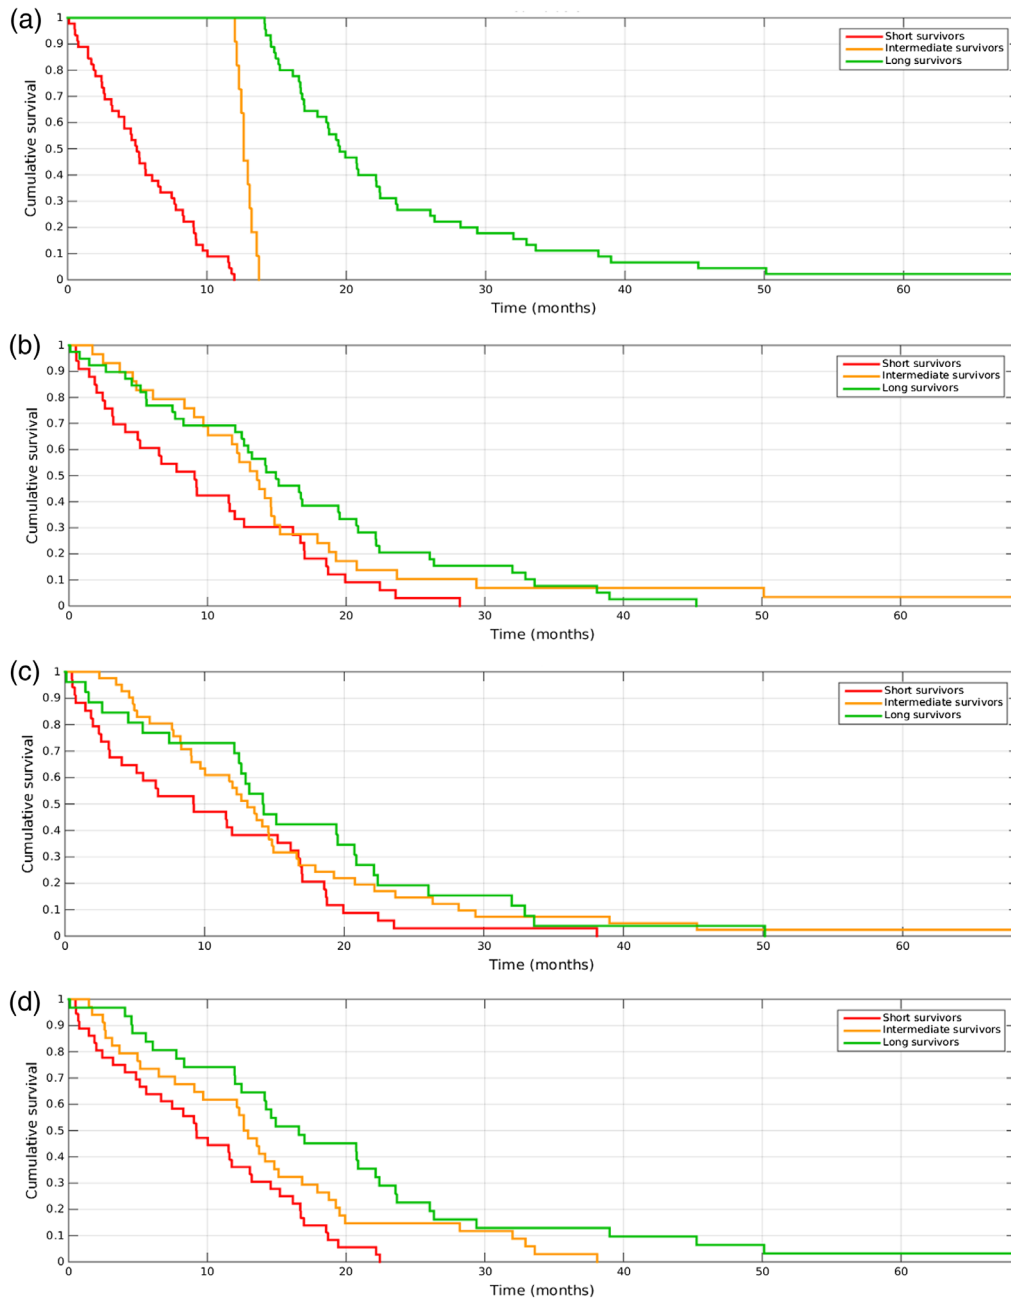 (a)
1
0.9
0.8
0.7
0.6
0.5
0.4
0.3
0.2
0.1
0
Cumulative survival
Short survivors
Intermediate survivors
Long survivors
0 10 20 30 40 50 60
Time (months)
(b)
1
0.9
0.8
0.7
0.6
0.5
0.4
0.3
0.2
0.1
0
Cumulative survival
Short survivors
Intermediate survivors
Long survivors
0 10 20 30 40 50 60
Time (months)
(c)
1
0.9
0.8
0.7
0.6
0.5
0.4
0.3
0.2
0.1
0
Cumulative survival
Short survivors
Intermediate survivors
Long survivors
0 10 20 30 40 50 60
Time (months)
(d)
1
0.9
0.8
0.7
0.6
0.5
0.4
0.3
0.2
0.1
0
Cumulative survival
Short survivors
Intermediate survivors
Long survivors
0 10 20 30 40 50 60
Time (months)